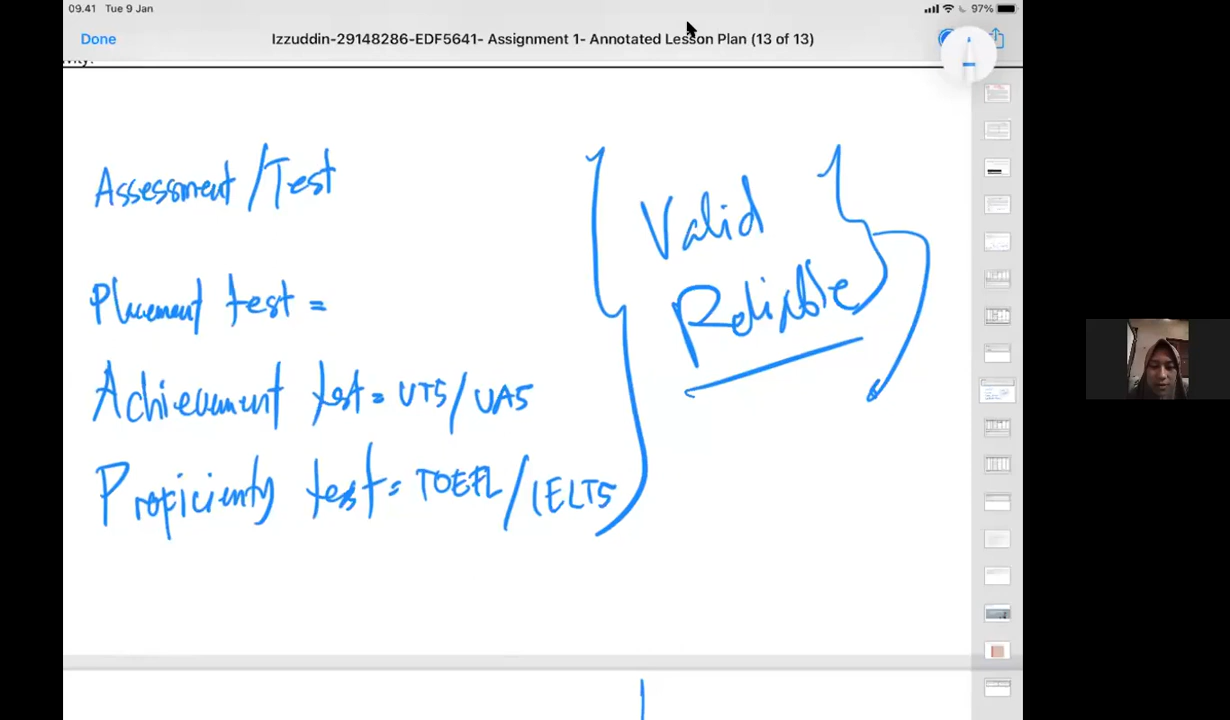 09.41 Tue 9 Jan
97%
Done
Izzuddin-29148286-EDF5641- Assignment 1- Annotated Lesson Plan (13 of 13)
Assessment/Test
Placement test =
Achievement test = UTS/UAS
Proficienty test = TOEFL/IELTS
Valid
Reliable